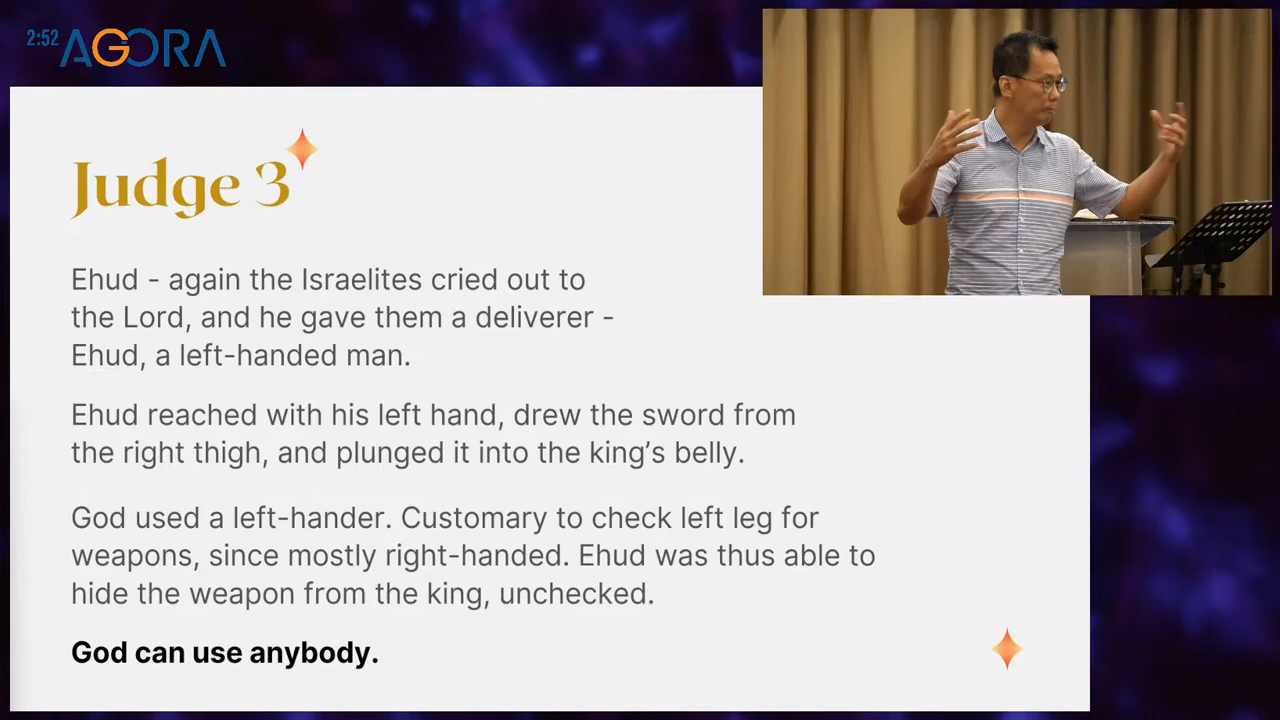 2:52 AGORA
Judge 3
Ehud - again the Israelites cried out to
the Lord, and he gave them a deliverer -
Ehud, a left-handed man.
Ehud reached with his left hand, drew the sword from
the right thigh, and plunged it into the king’s belly.
God used a left-hander. Customary to check left leg for
weapons, since mostly right-handed. Ehud was thus able to
hide the weapon from the king, unchecked.
God can use anybody.